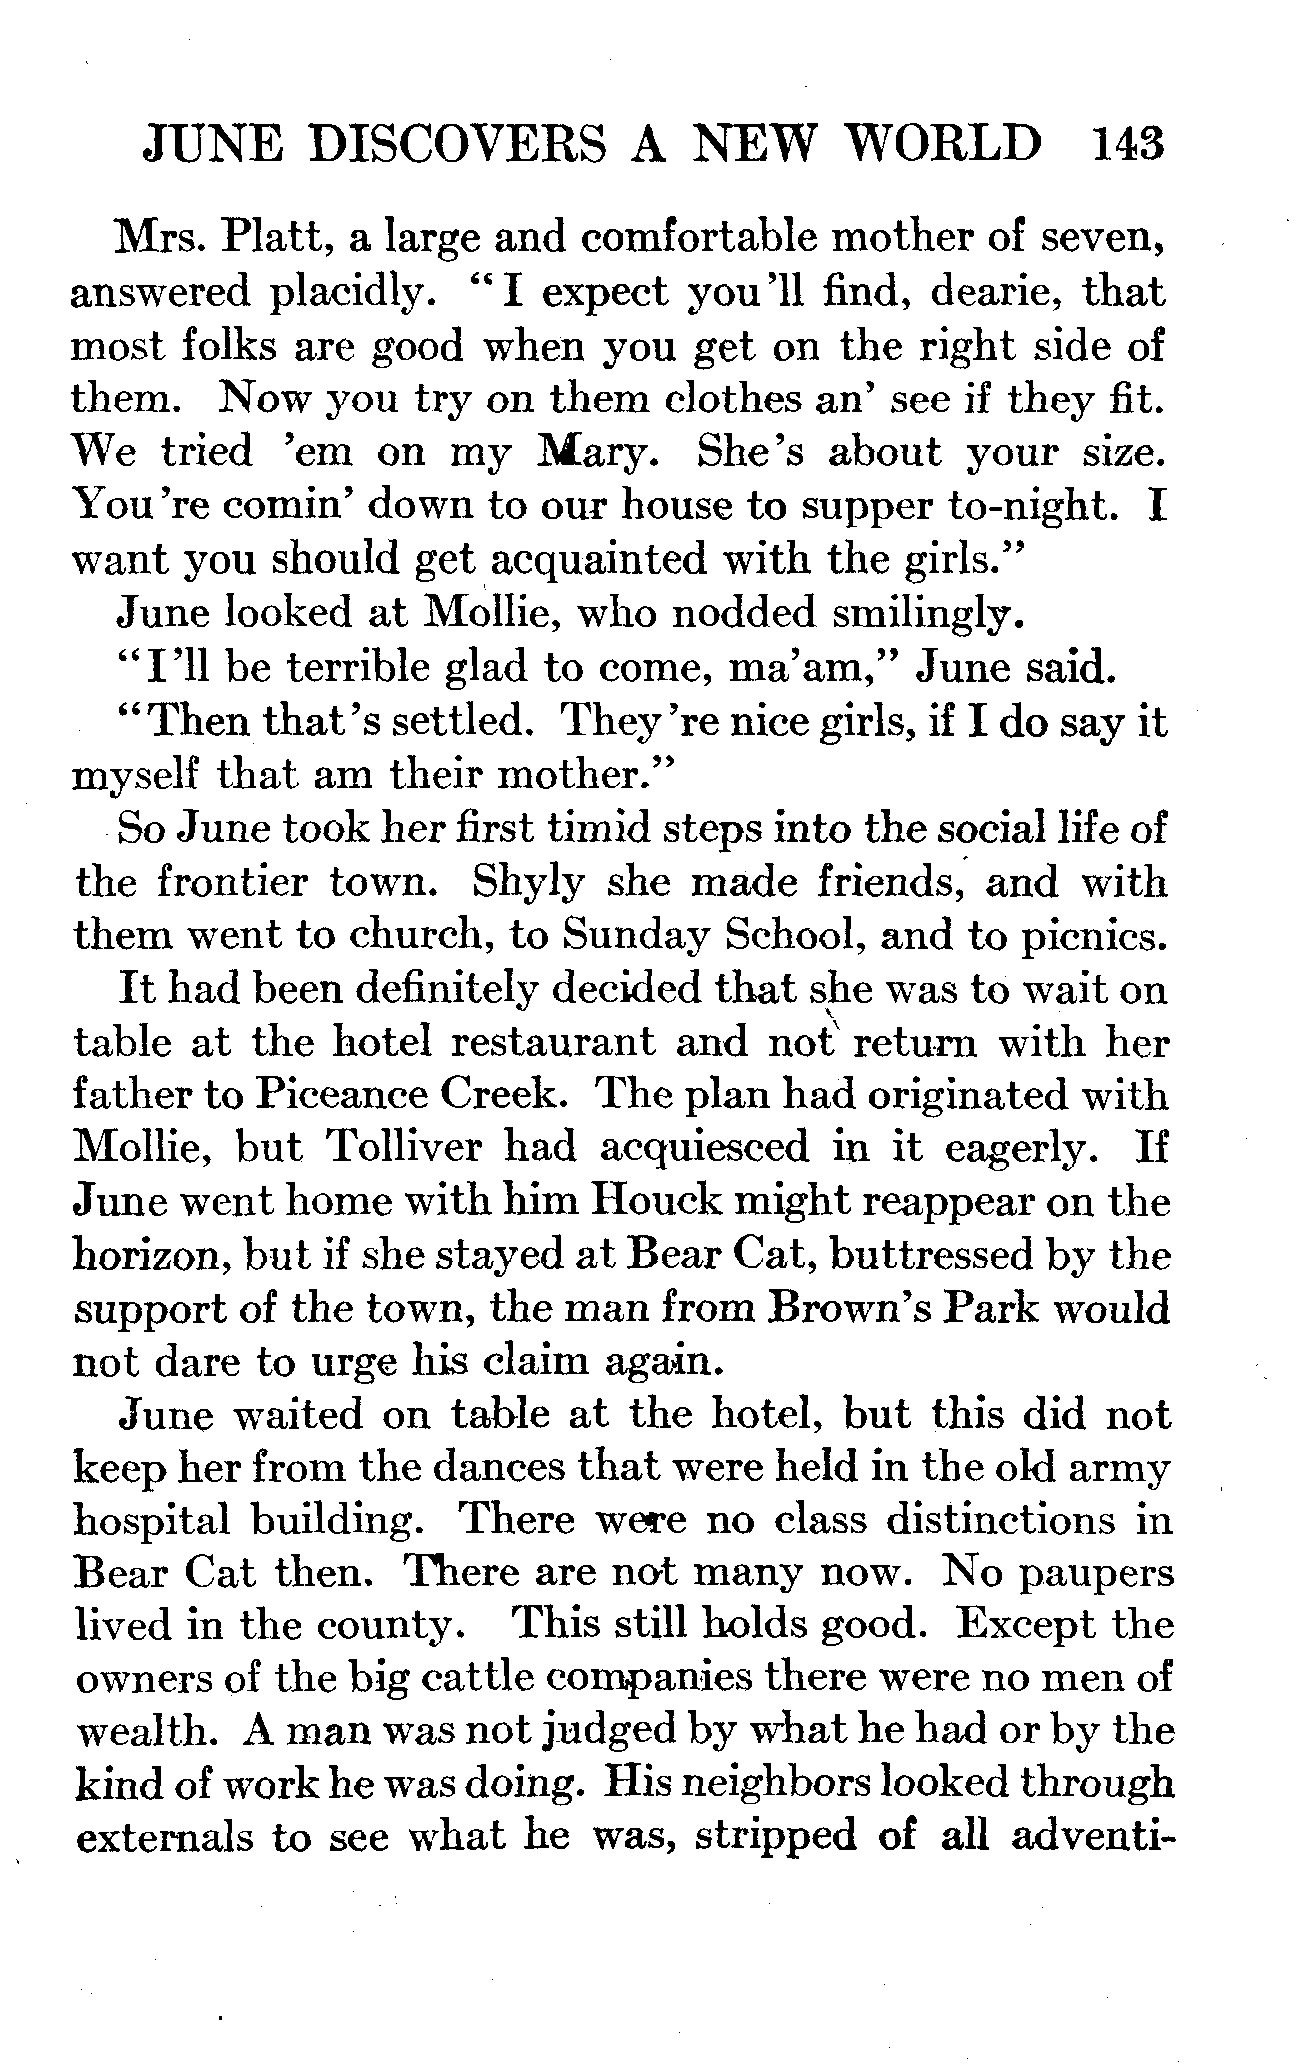 JUNE DISCOVERS A NEW WORLD 143
Mrs. Platt, a large and comfortable mother of seven,
answered placidly. "I expect you'll find, dearie, that
most folks are good when you get on the right side of
them. Now you try on them clothes an' see if they fit.
We tried 'em on my Mary. She's about your size.
You're comin' down to our house to supper to-night. I
want you should get acquainted with the girls."
June looked at Mollie, who nodded smilingly.
"I'll be terrible glad to come, ma'am," June said.
"Then that's settled. They're nice girls, if I do say it
myself that am their mother."
So June took her first timid steps into the social life of
the frontier town. Shyly she made friends, and with
them went to church, to Sunday School, and to picnics.
It had been definitely decided that she was to wait on
table at the hotel restaurant and not return with her
father to Piceance Creek. The plan had originated with
Mollie, but Tolliver had acquiesced in it eagerly. If
June went home with him Houck might reappear on the
horizon, but if she stayed at Bear Cat, buttressed by the
support of the town, the man from Brown's Park would
not dare to urge his claim again.
June waited on table at the hotel, but this did not
keep her from the dances that were held in the old army
hospital building. There were no class distinctions in
Bear Cat then. There are not many now. No paupers
lived in the county. This still holds good. Except the
owners of the big cattle companies there were no men of
wealth. A man was not judged by what he had or by the
kind of work he was doing. His neighbors looked through
externals to see what he was, stripped of all adventi-